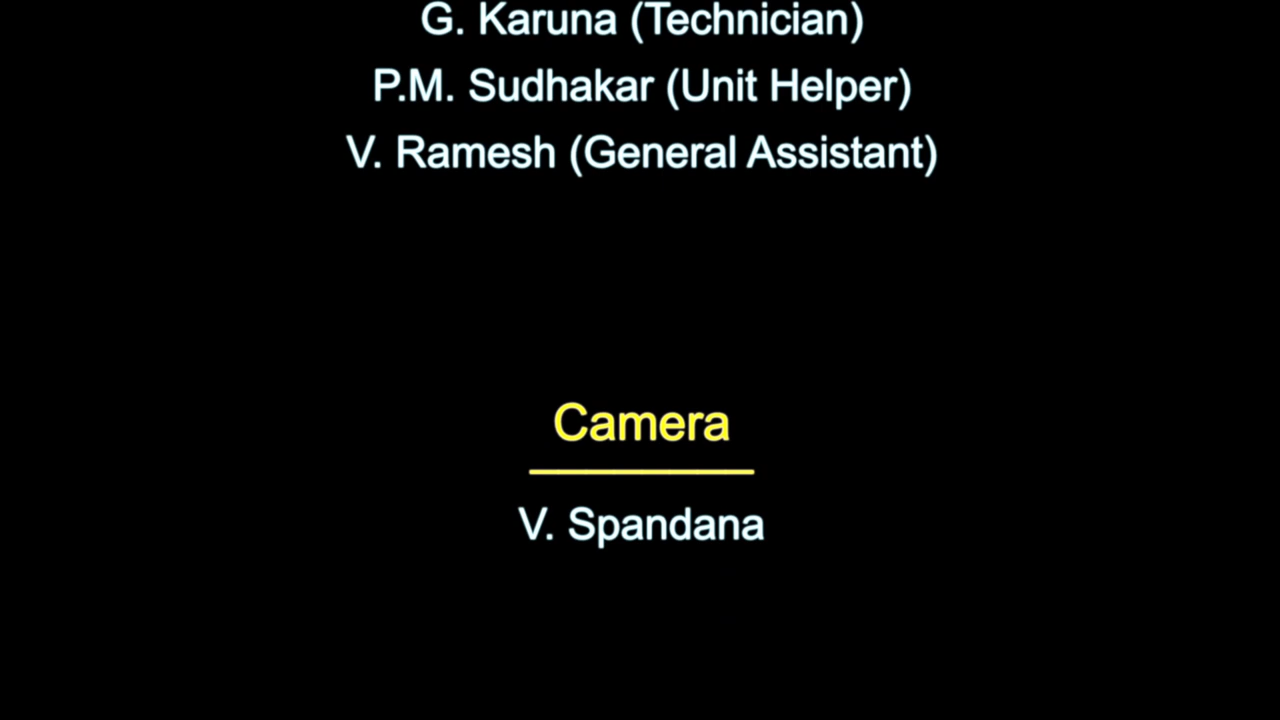 G. Karuna (Technician)
P.M. Sudhakar (Unit Helper)
V. Ramesh (General Assistant)
Camera
V. Spandana